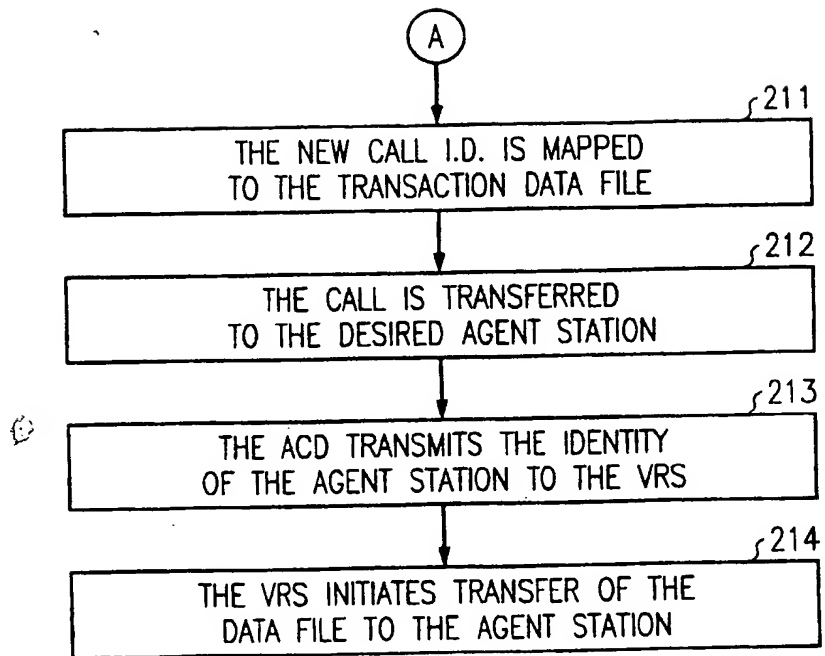 A
211
THE NEW CALL I.D. IS MAPPED
TO THE TRANSACTION DATA FILE
212
THE CALL IS TRANSFERRED
TO THE DESIRED AGENT STATION
213
THE ACD TRANSMITS THE IDENTITY
OF THE AGENT STATION TO THE VRS
214
THE VRS INITIATES TRANSFER OF THE
DATA FILE TO THE AGENT STATION